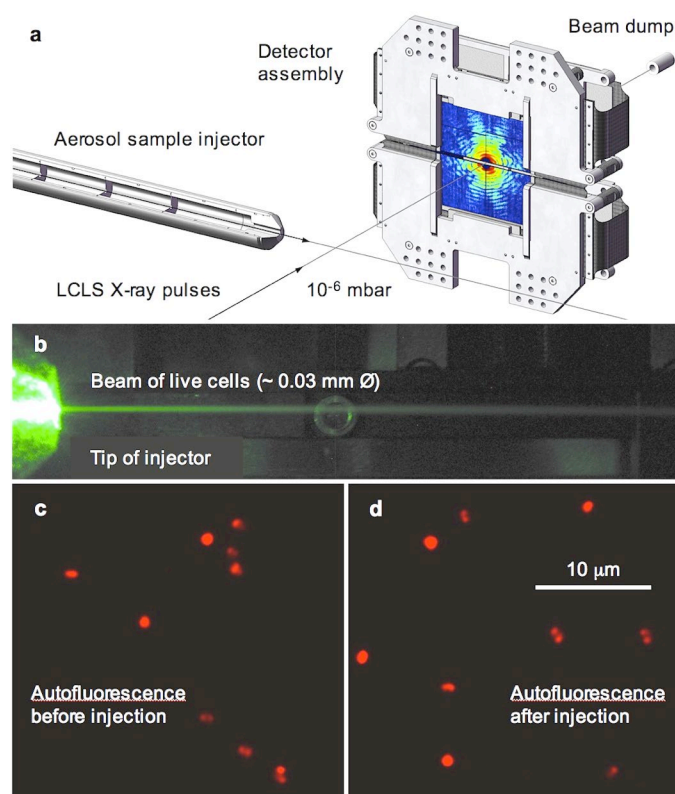 a
Detector
assembly
Beam dump
Aerosol sample injector
LCLS X-ray pulses
10⁻⁶ mbar
b
Beam of live cells (~ 0.03 mm Ø)
Tip of injector
c
Autofluorescence
before injection
d
10 μm
Autofluorescence
after injection